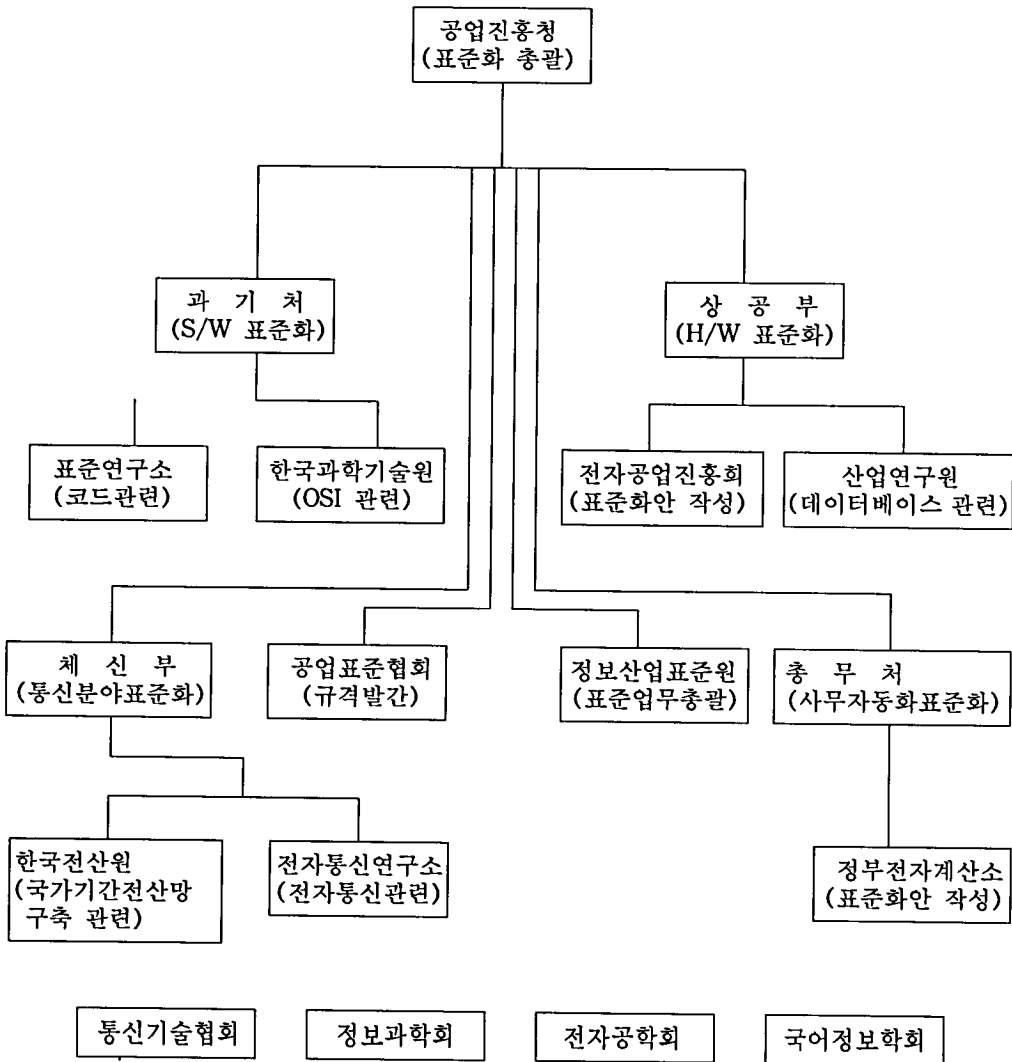 공업진흥청
(표준화 총괄)
과 기 처
(S/W 표준화)
상 공 부
(H/W 표준화)
표준연구소
(코드관련)
한국과학기술원
(OSI 관련)
전자공업진흥회
(표준화안 작성)
산업연구원
(데이터베이스 관련)
체 신 부
(통신분야표준화)
공업표준협회
(규격발간)
정보산업표준원
(표준업무총괄)
총 무 처
(사무자동화표준화)
한국전산원
(국가기간전산망
구축 관련)
전자통신연구소
(전자통신관련)
정부전자계산소
(표준화안 작성)
통신기술협회
정보과학회
전자공학회
국어정보학회